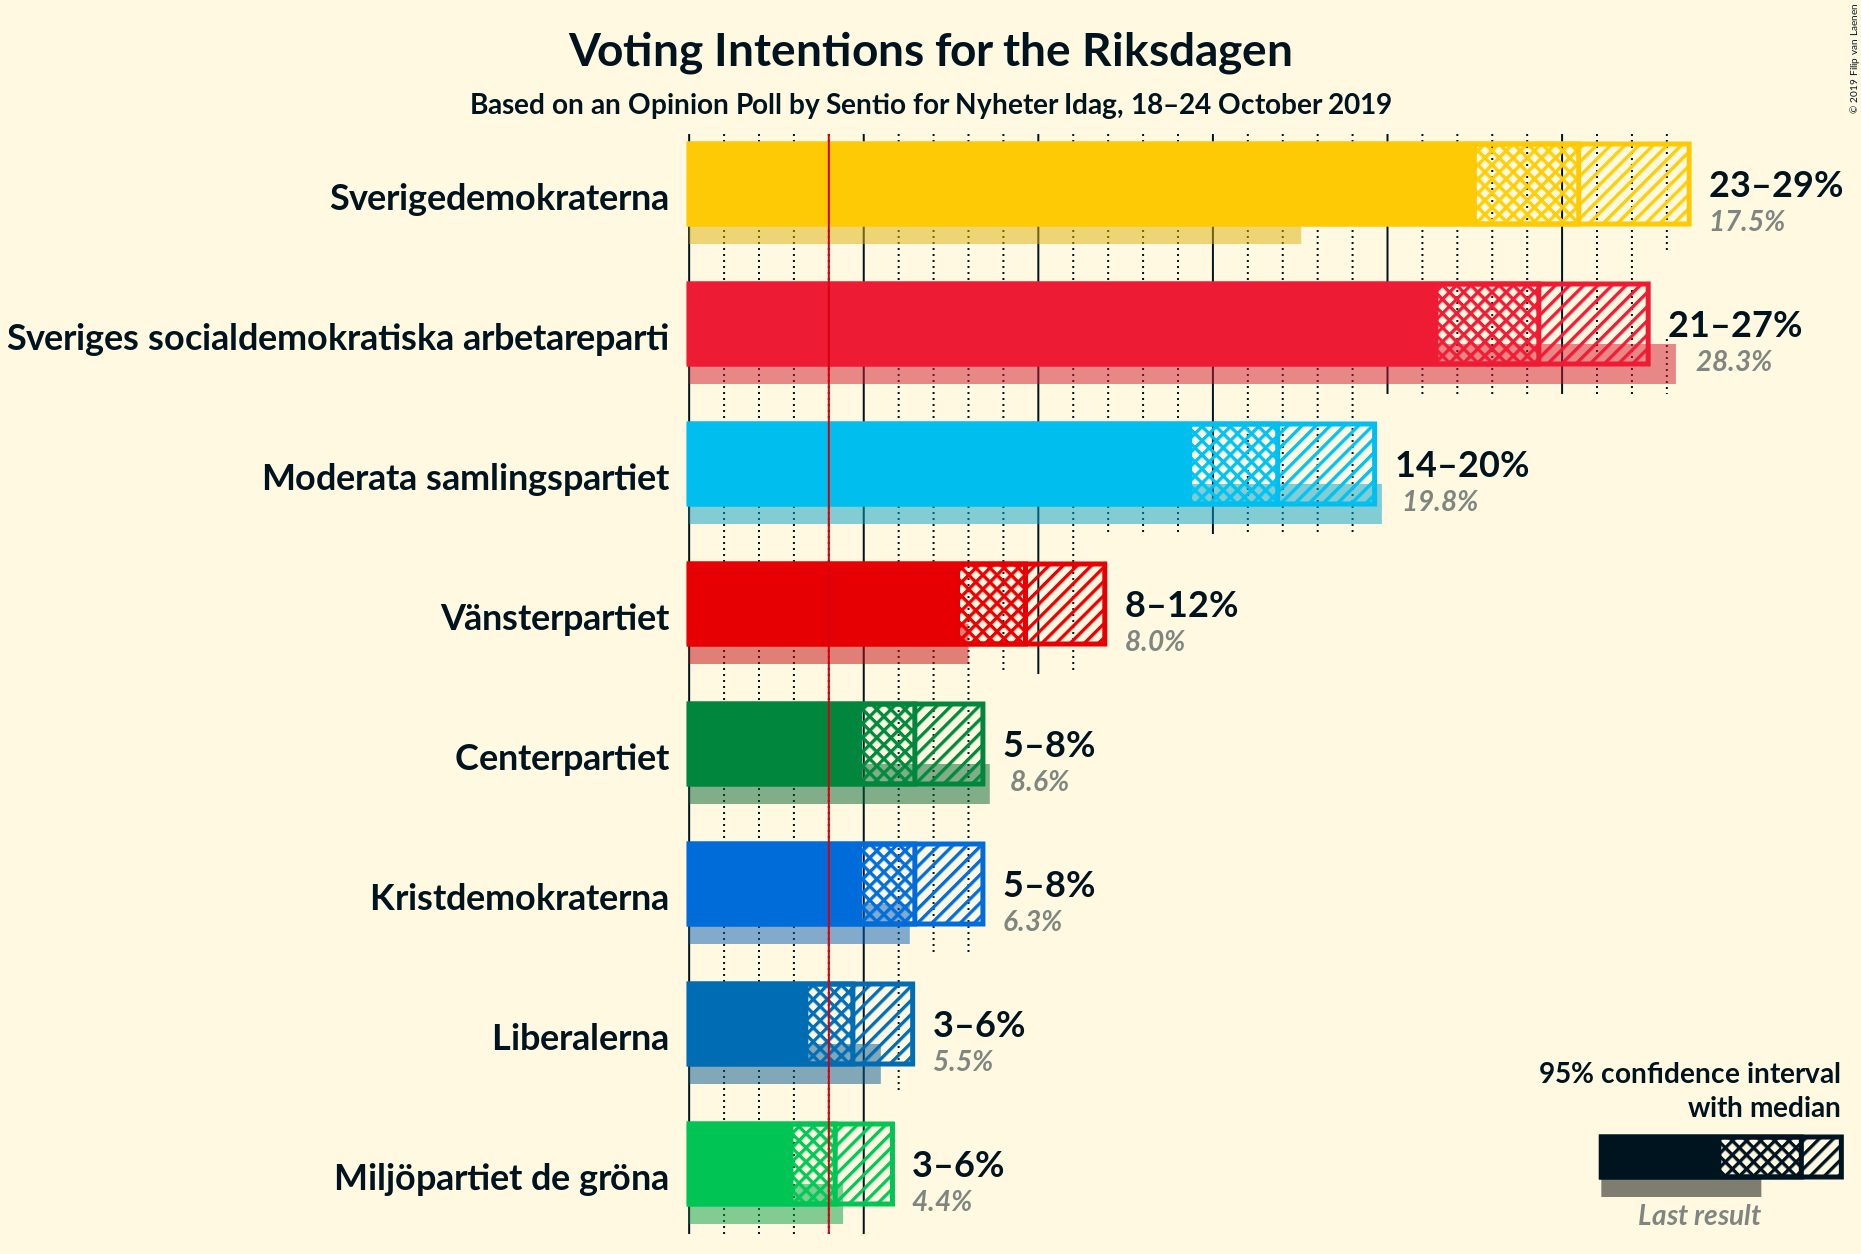 Voting Intentions for the Riksdagen
Based on an Opinion Poll by Sentio for Nyheter Idag, 18–24 October 2019
© 2019 Filip van Laenen
Sverigedemokraterna
23–29%
17.5%
Sveriges socialdemokratiska arbetareparti
21–27%
28.3%
Moderata samlingspartiet
14–20%
19.8%
Vänsterpartiet
8–12%
8.0%
Centerpartiet
5–8%
8.6%
Kristdemokraterna
5–8%
6.3%
Liberalerna
3–6%
5.5%
Miljöpartiet de gröna
3–6%
4.4%
95% confidence interval
with median
Last result